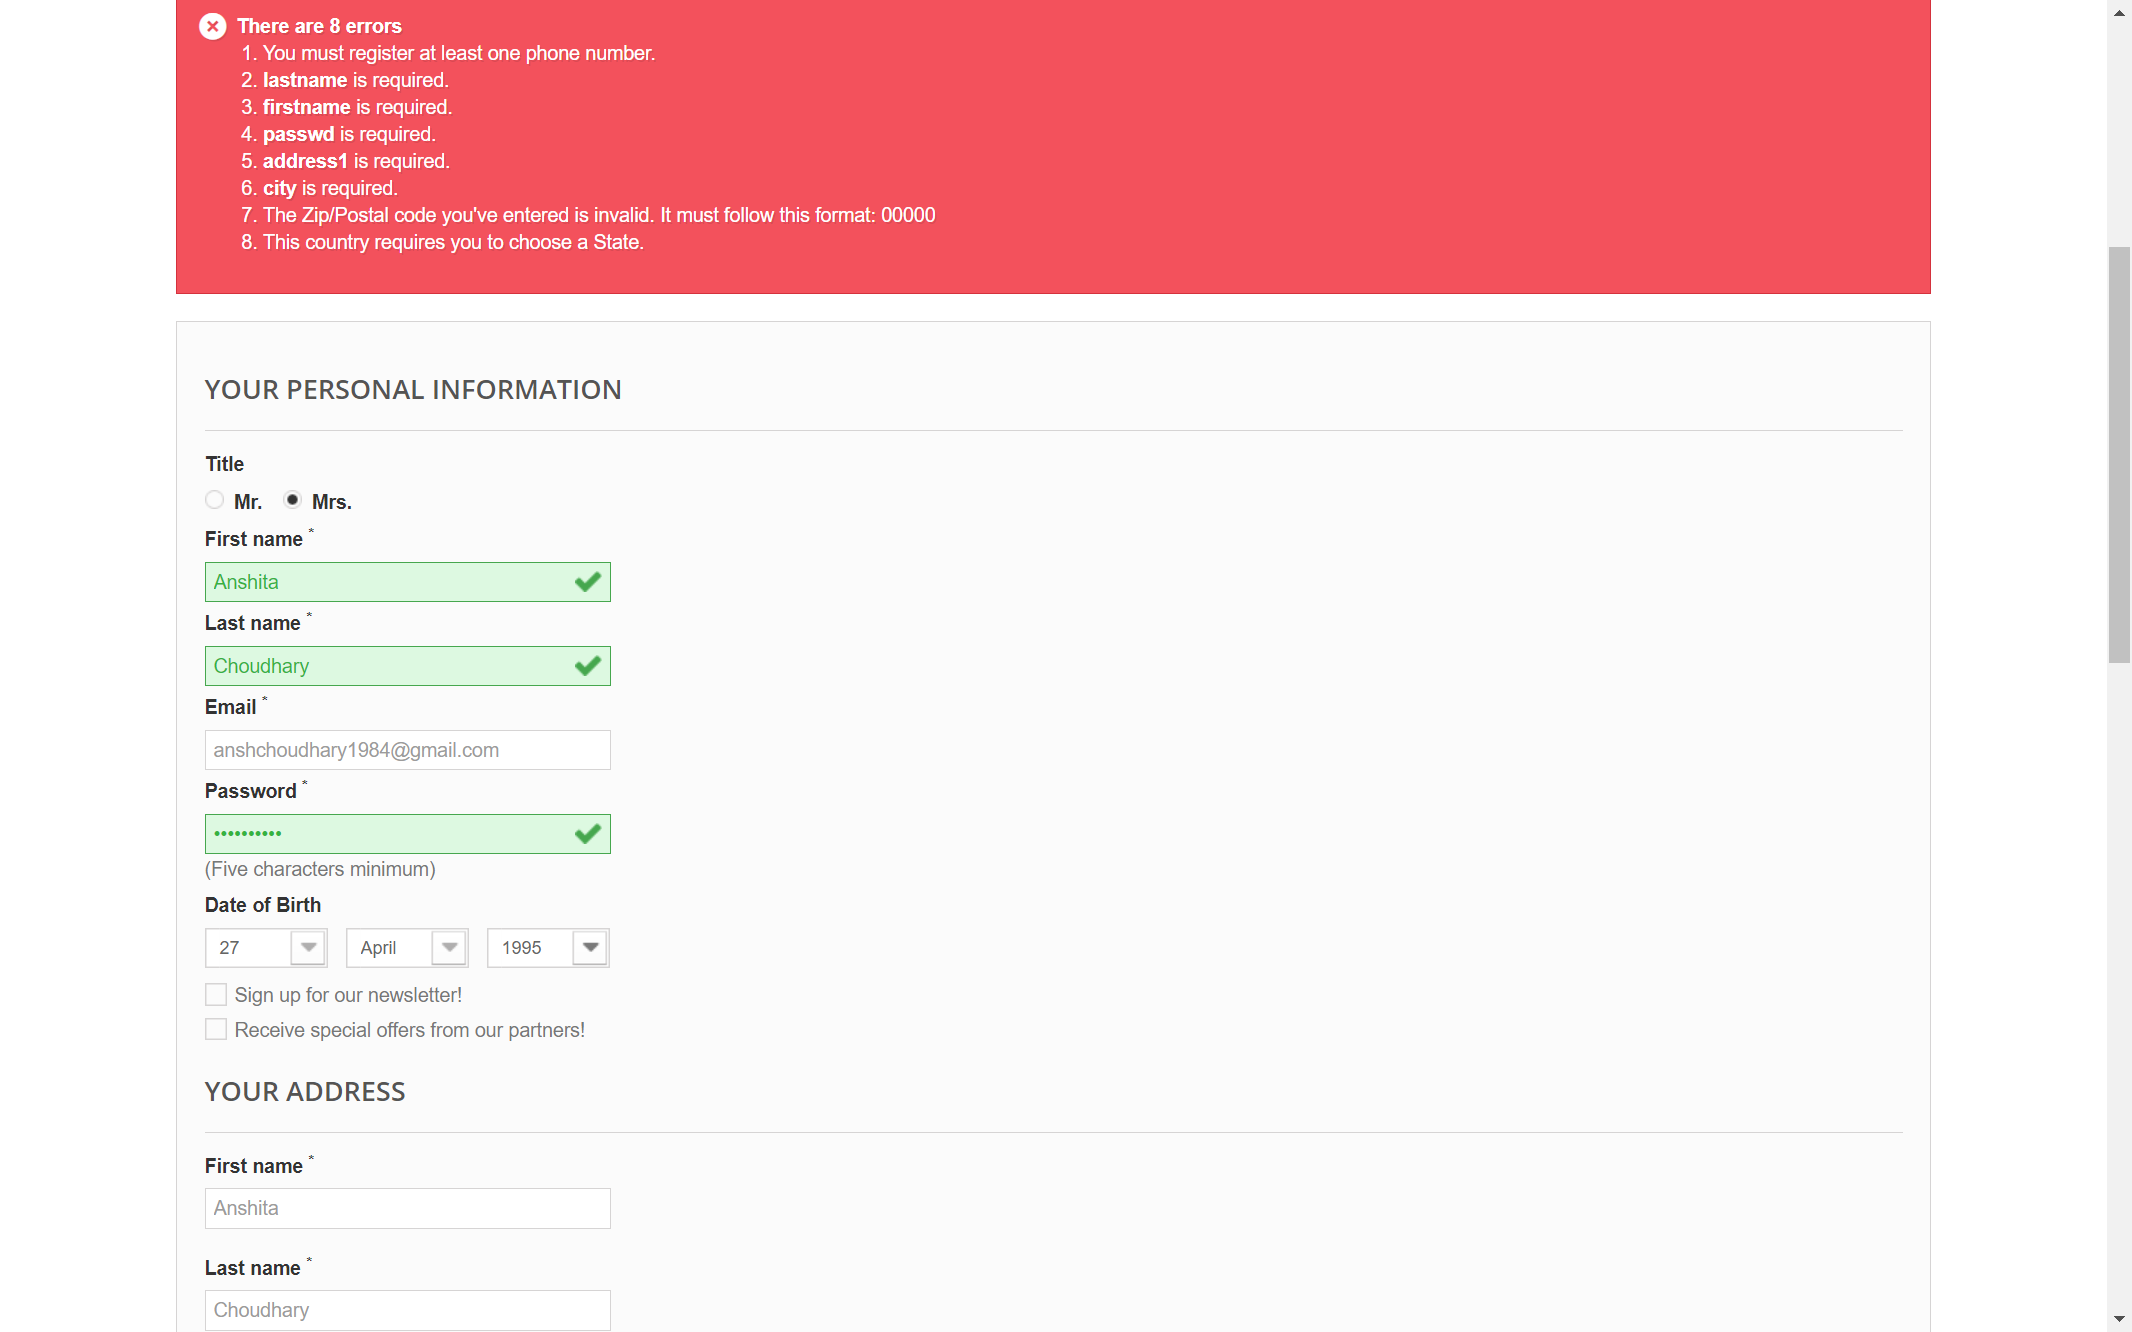 There are 8 errors
1. You must register at least one phone number.
2. lastname is required.
3. firstname is required.
4. passwd is required.
5. address1 is required.
6. city is required.
7. The Zip/Postal code you've entered is invalid. It must follow this format: 00000
8. This country requires you to choose a State.
YOUR PERSONAL INFORMATION
Title
Mr. Mrs.
First name *
Anshita
Last name *
Choudhary
Email *
anshchoudhary1984@gmail.com
Password *
••••••••••
(Five characters minimum)
Date of Birth
27 April 1995
Sign up for our newsletter!
Receive special offers from our partners!
YOUR ADDRESS
First name *
Anshita
Last name *
Choudhary